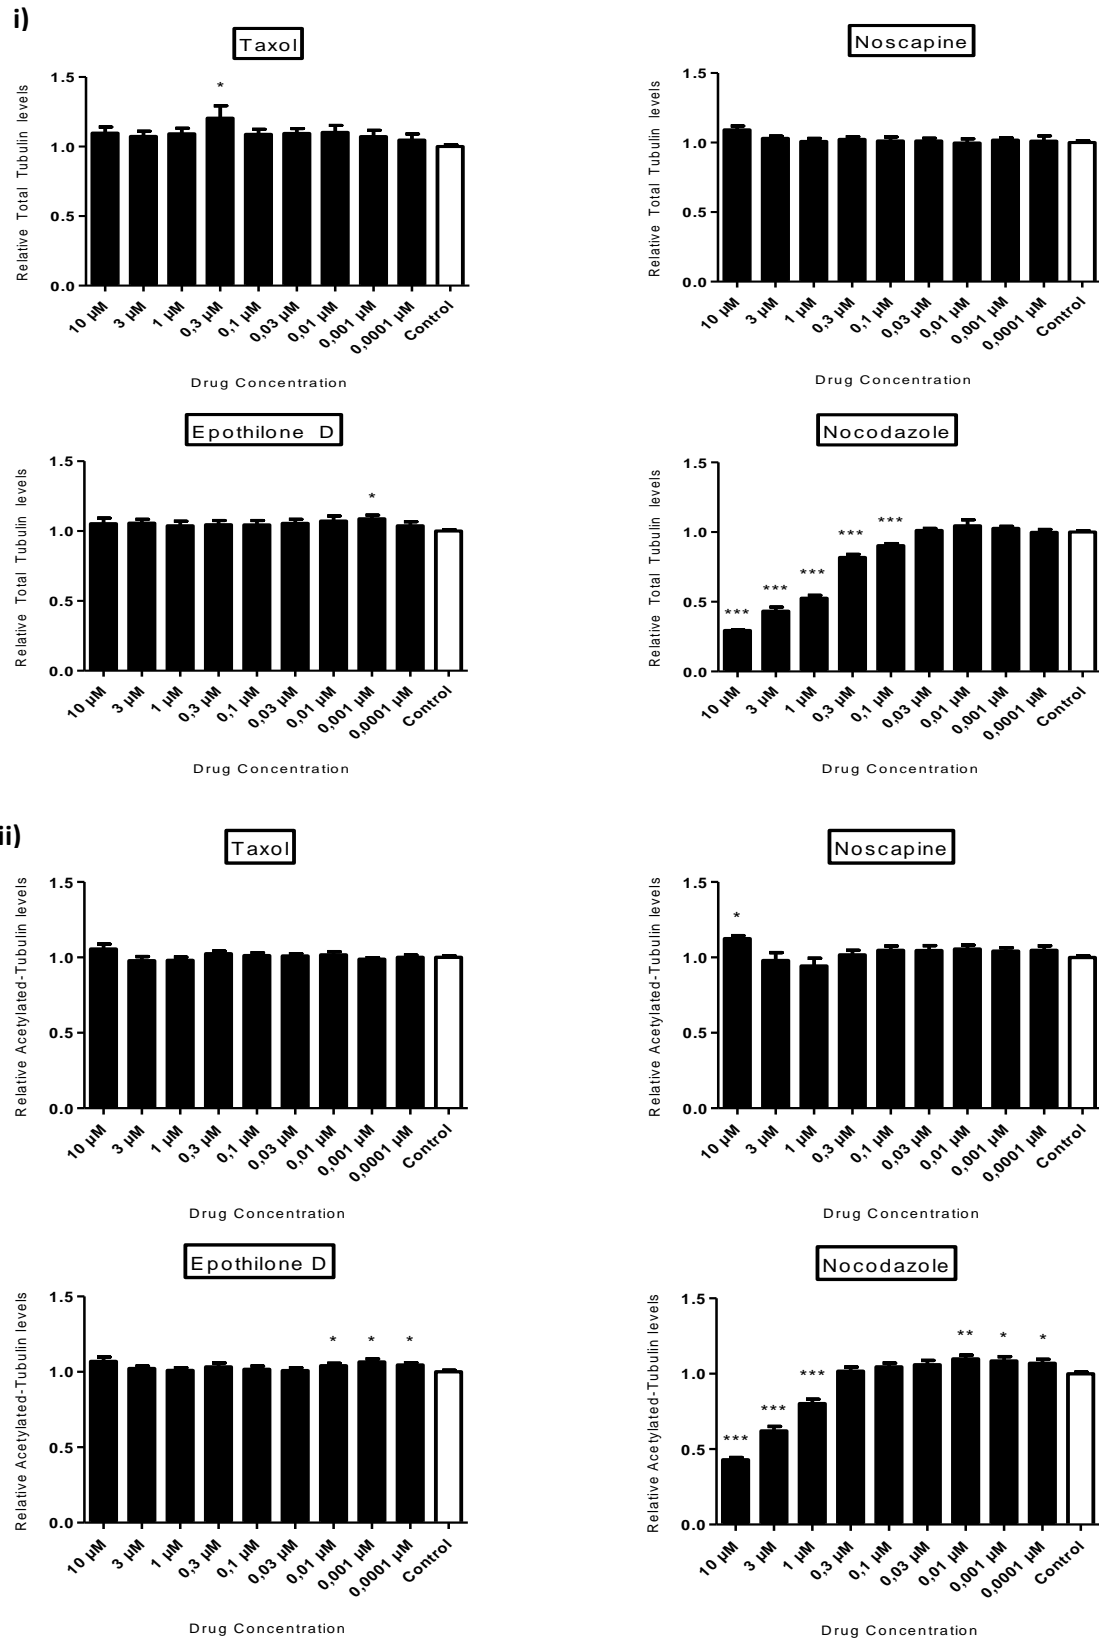 i)
Taxol
Relative Total Tubulin levels
1.5
1.0
0.5
0.0
*
10 µM
3 µM
1 µM
0,3 µM
0,1 µM
0,03 µM
0,01 µM
0,001 µM
0,0001 µM
Control
Drug Concentration
Noscapine
Relative Total Tubulin levels
1.5
1.0
0.5
0.0
10 µM
3 µM
1 µM
0,3 µM
0,1 µM
0,03 µM
0,01 µM
0,001 µM
0,0001 µM
Control
Drug Concentration
Epothilone D
Relative Total Tubulin levels
1.5
1.0
0.5
0.0
*
10 µM
3 µM
1 µM
0,3 µM
0,1 µM
0,03 µM
0,01 µM
0,001 µM
0,0001 µM
Control
Drug Concentration
Nocodazole
Relative Total Tubulin levels
1.5
1.0
0.5
0.0
***
***
***
***
***
10 µM
3 µM
1 µM
0,3 µM
0,1 µM
0,03 µM
0,01 µM
0,001 µM
0,0001 µM
Control
Drug Concentration
ii)
Taxol
Relative Acetylated-Tubulin levels
1.5
1.0
0.5
0.0
10 µM
3 µM
1 µM
0,3 µM
0,1 µM
0,03 µM
0,01 µM
0,001 µM
0,0001 µM
Control
Drug Concentration
Noscapine
Relative Acetylated-Tubulin levels
1.5
1.0
0.5
0.0
*
10 µM
3 µM
1 µM
0,3 µM
0,1 µM
0,03 µM
0,01 µM
0,001 µM
0,0001 µM
Control
Drug Concentration
Epothilone D
Relative Acetylated-Tubulin levels
1.5
1.0
0.5
0.0
*
*
*
10 µM
3 µM
1 µM
0,3 µM
0,1 µM
0,03 µM
0,01 µM
0,001 µM
0,0001 µM
Control
Drug Concentration
Nocodazole
Relative Acetylated-Tubulin levels
1.5
1.0
0.5
0.0
***
***
***
**
*
*
10 µM
3 µM
1 µM
0,3 µM
0,1 µM
0,03 µM
0,01 µM
0,001 µM
0,0001 µM
Control
Drug Concentration